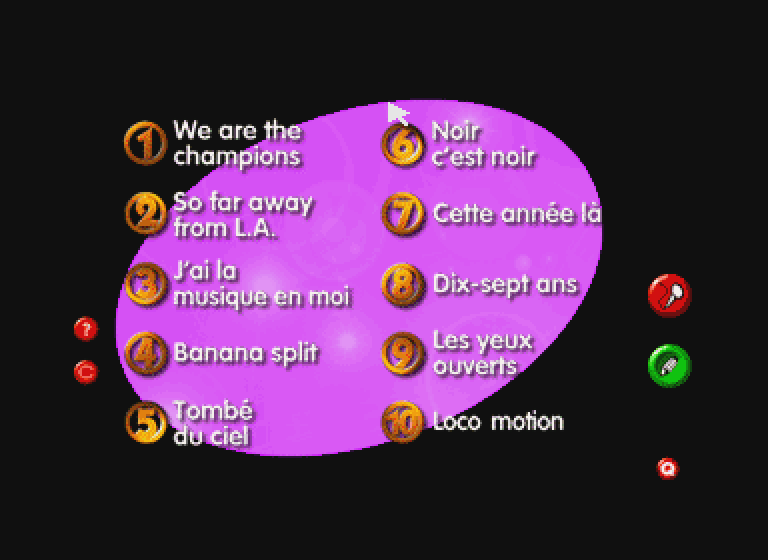 1 We are the
champions
2 So far away
from L.A.
3 J'ai la
musique en moi
4 Banana split
5 Tombé
du ciel
6 Noir
c'est noir
7 Cette année là
8 Dix-sept ans
9 Les yeux
ouverts
10 Loco motion
?
C
Q